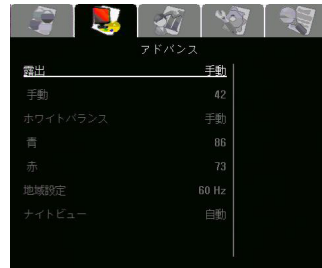 アドバンス
露出 手動
手動 42
ホワイトバランス 手動
青 86
赤 73
地域設定 60 Hz
ナイトビュー 自動